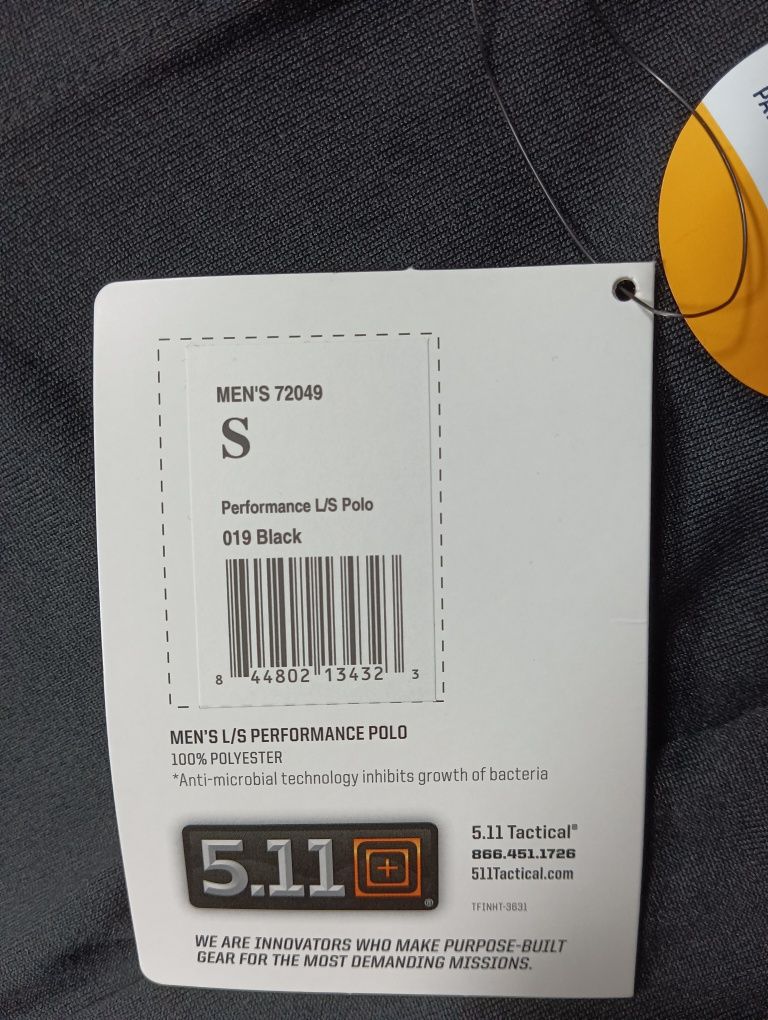 MEN'S 72049
S
Performance L/S Polo
019 Black
8 44802 13432 3
MEN'S L/S PERFORMANCE POLO
100% POLYESTER
*Anti-microbial technology inhibits growth of bacteria
5.11®
5.11 Tactical®
866.451.1726
511Tactical.com
TFINHT-3631
WE ARE INNOVATORS WHO MAKE PURPOSE-BUILT
GEAR FOR THE MOST DEMANDING MISSIONS.